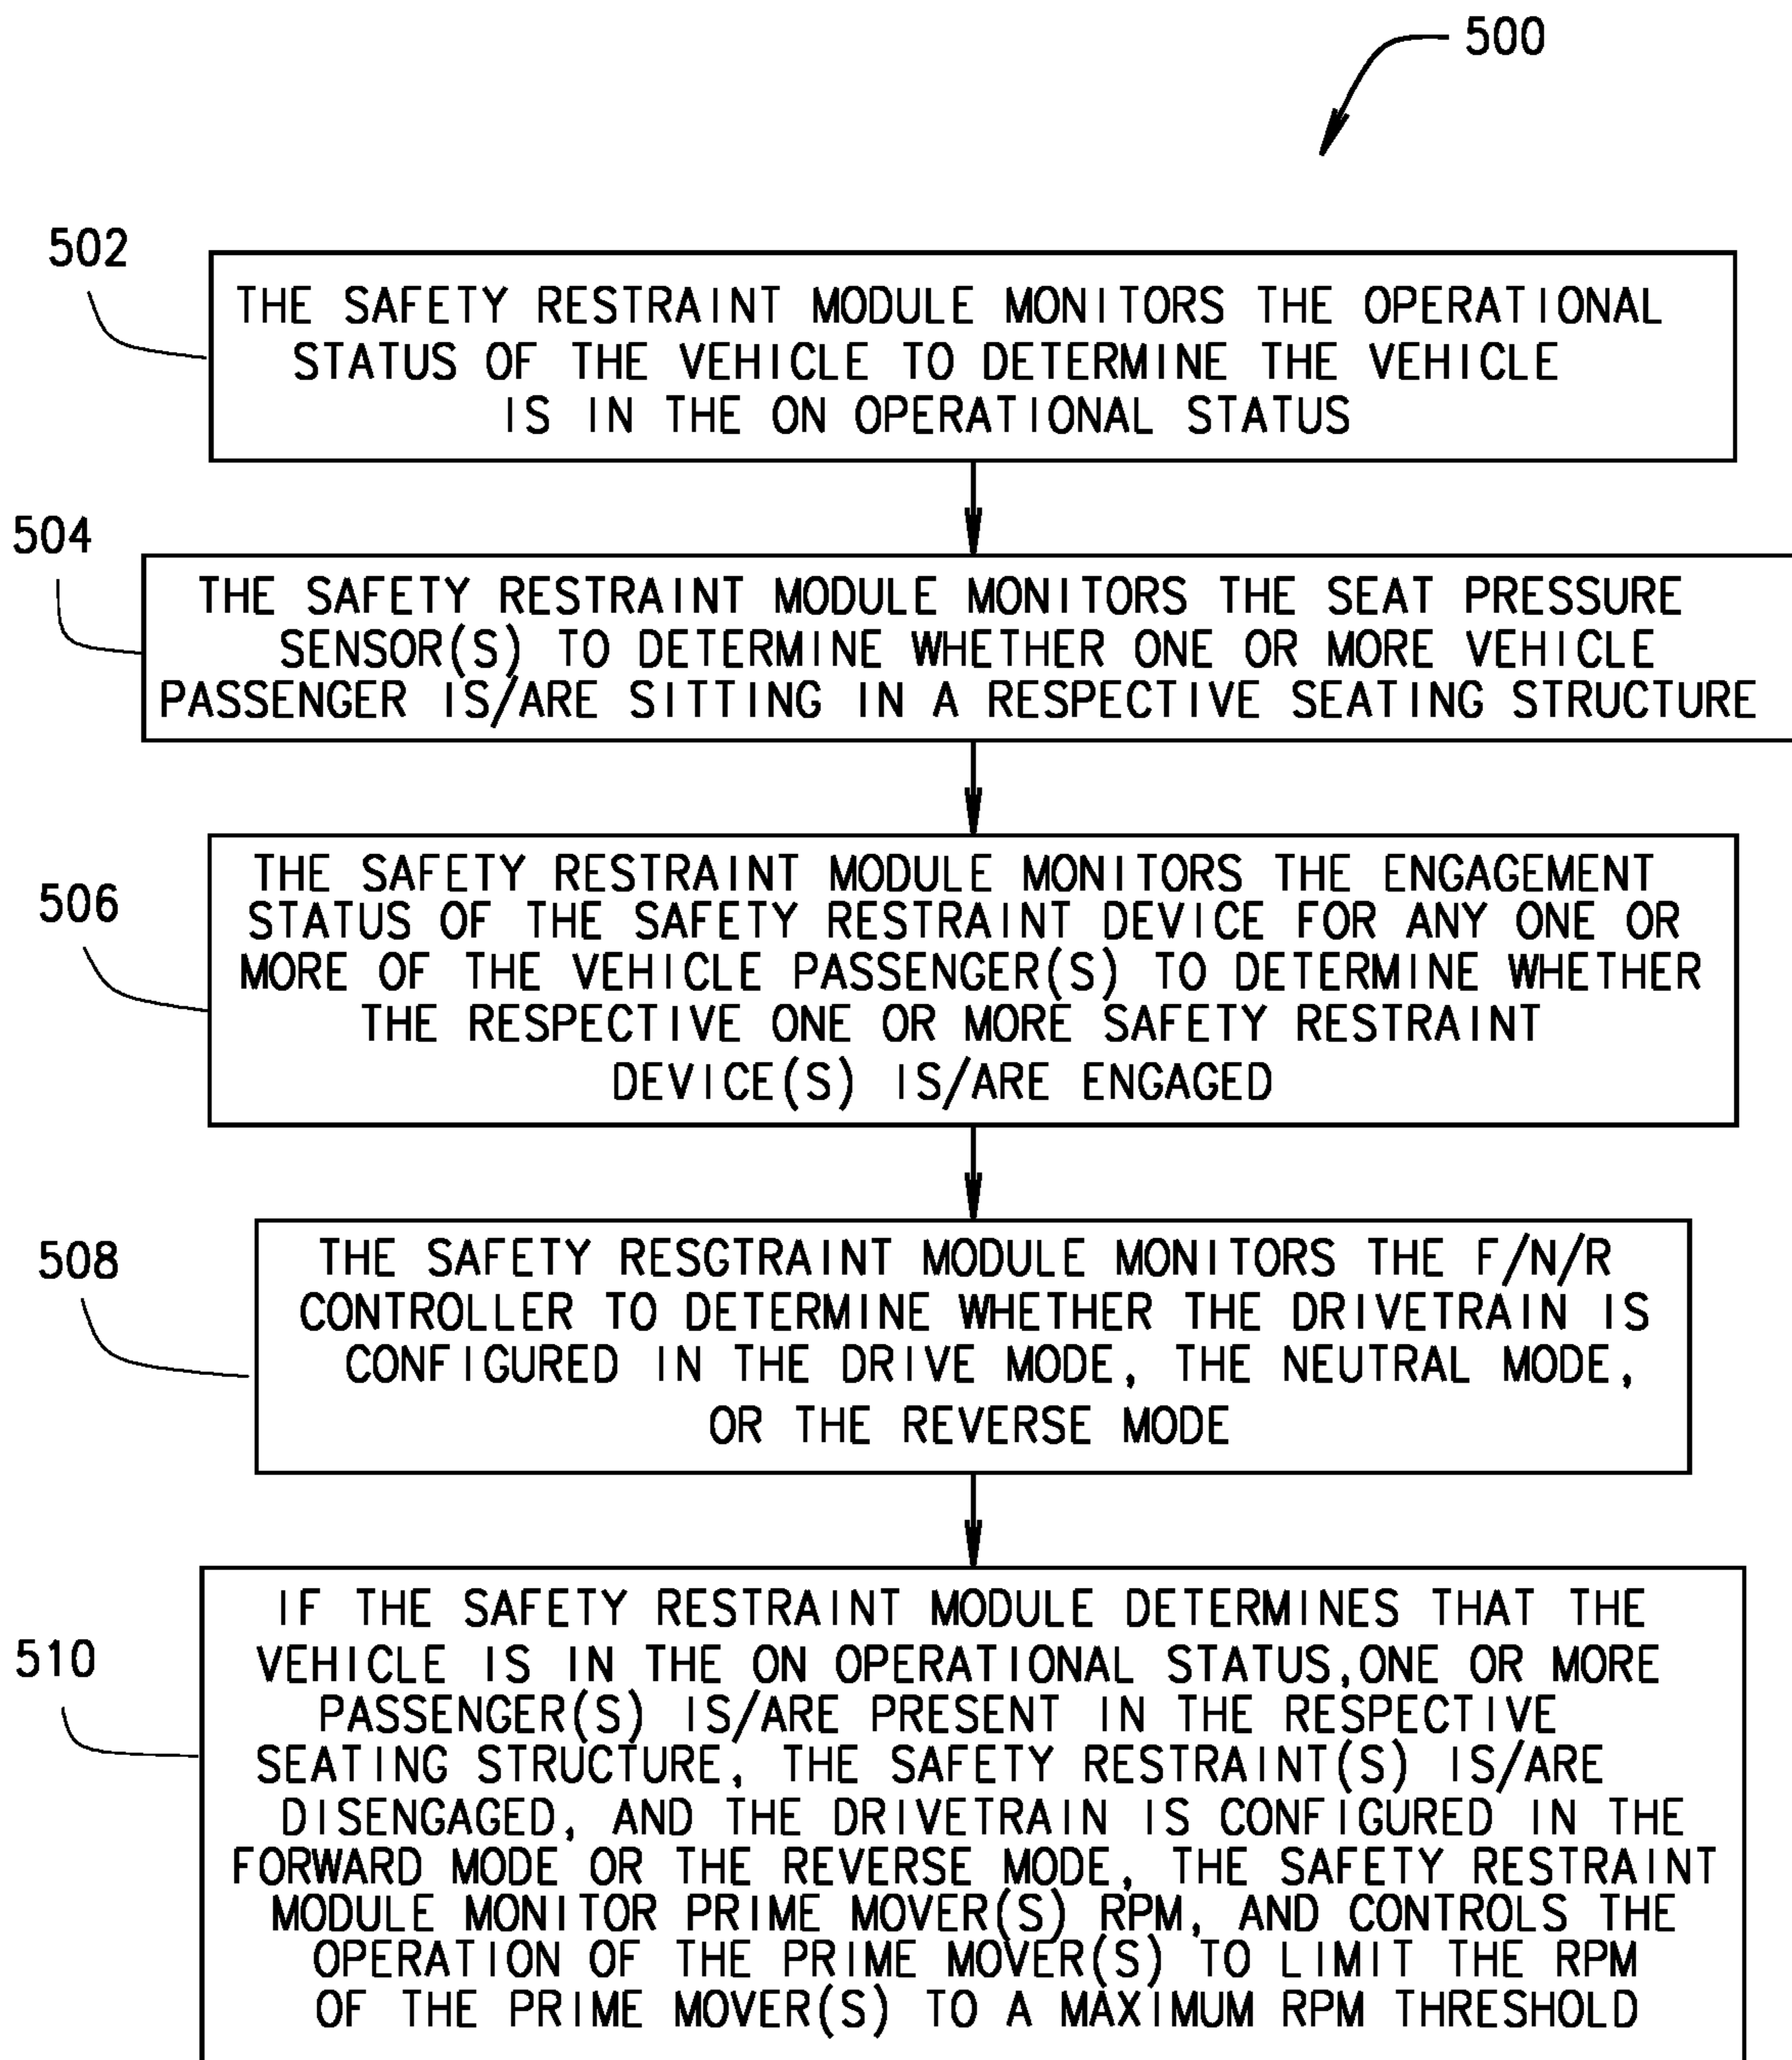 500
502
THE SAFETY RESTRAINT MODULE MONITORS THE OPERATIONAL
STATUS OF THE VEHICLE TO DETERMINE THE VEHICLE
IS IN THE ON OPERATIONAL STATUS
504
THE SAFETY RESTRAINT MODULE MONITORS THE SEAT PRESSURE
SENSOR(S) TO DETERMINE WHETHER ONE OR MORE VEHICLE
PASSENGER IS/ARE SITTING IN A RESPECTIVE SEATING STRUCTURE
506
THE SAFETY RESTRAINT MODULE MONITORS THE ENGAGEMENT
STATUS OF THE SAFETY RESTRAINT DEVICE FOR ANY ONE OR
MORE OF THE VEHICLE PASSENGER(S) TO DETERMINE WHETHER
THE RESPECTIVE ONE OR MORE SAFETY RESTRAINT
DEVICE(S) IS/ARE ENGAGED
508
THE SAFETY RESGTRAINT MODULE MONITORS THE F/N/R
CONTROLLER TO DETERMINE WHETHER THE DRIVETRAIN IS
CONFIGURED IN THE DRIVE MODE, THE NEUTRAL MODE,
OR THE REVERSE MODE
510
IF THE SAFETY RESTRAINT MODULE DETERMINES THAT THE
VEHICLE IS IN THE ON OPERATIONAL STATUS,ONE OR MORE
PASSENGER(S) IS/ARE PRESENT IN THE RESPECTIVE
SEATING STRUCTURE, THE SAFETY RESTRAINT(S) IS/ARE
DISENGAGED, AND THE DRIVETRAIN IS CONFIGURED IN THE
FORWARD MODE OR THE REVERSE MODE, THE SAFETY RESTRAINT
MODULE MONITOR PRIME MOVER(S) RPM, AND CONTROLS THE
OPERATION OF THE PRIME MOVER(S) TO LIMIT THE RPM
OF THE PRIME MOVER(S) TO A MAXIMUM RPM THRESHOLD